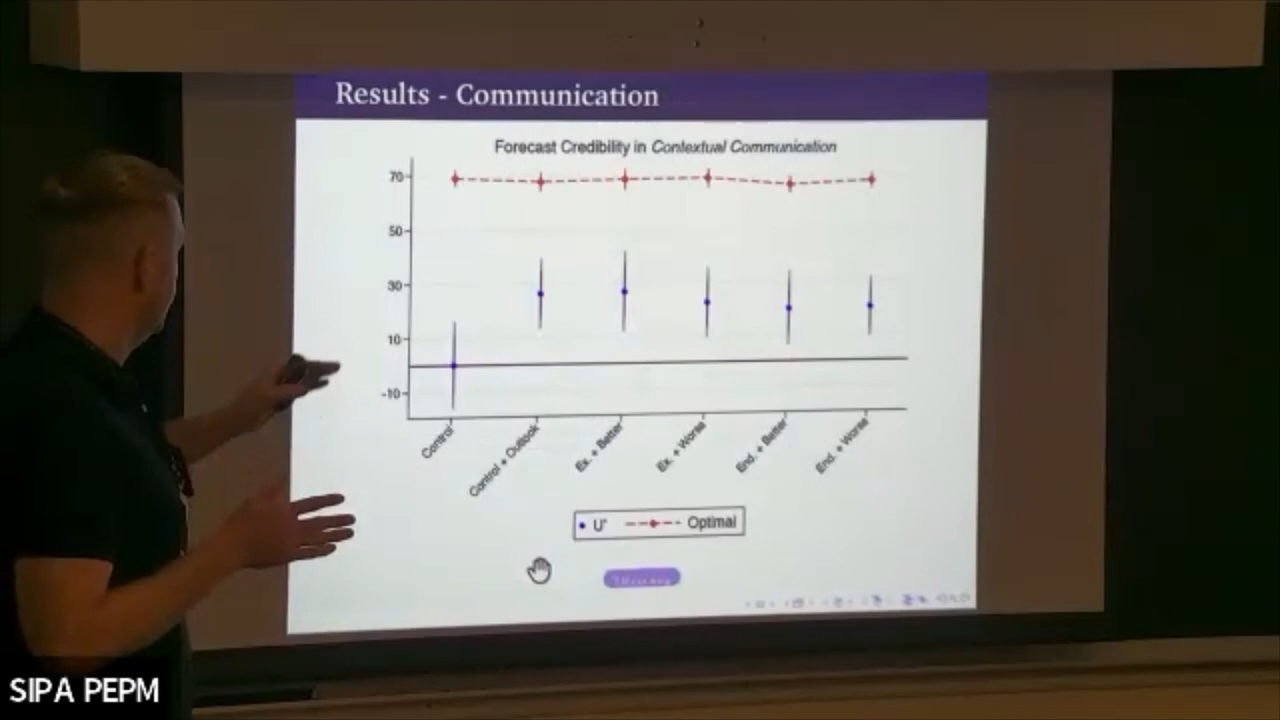 Results - Communication
Forecast Credibility in Contextual Communication
70
50
30
10
-10
Control
Control + Outlook
Ex. + Better
Ex. + Worse
End. + Better
End. + Worse
U* Optimal
SIPA PEPM